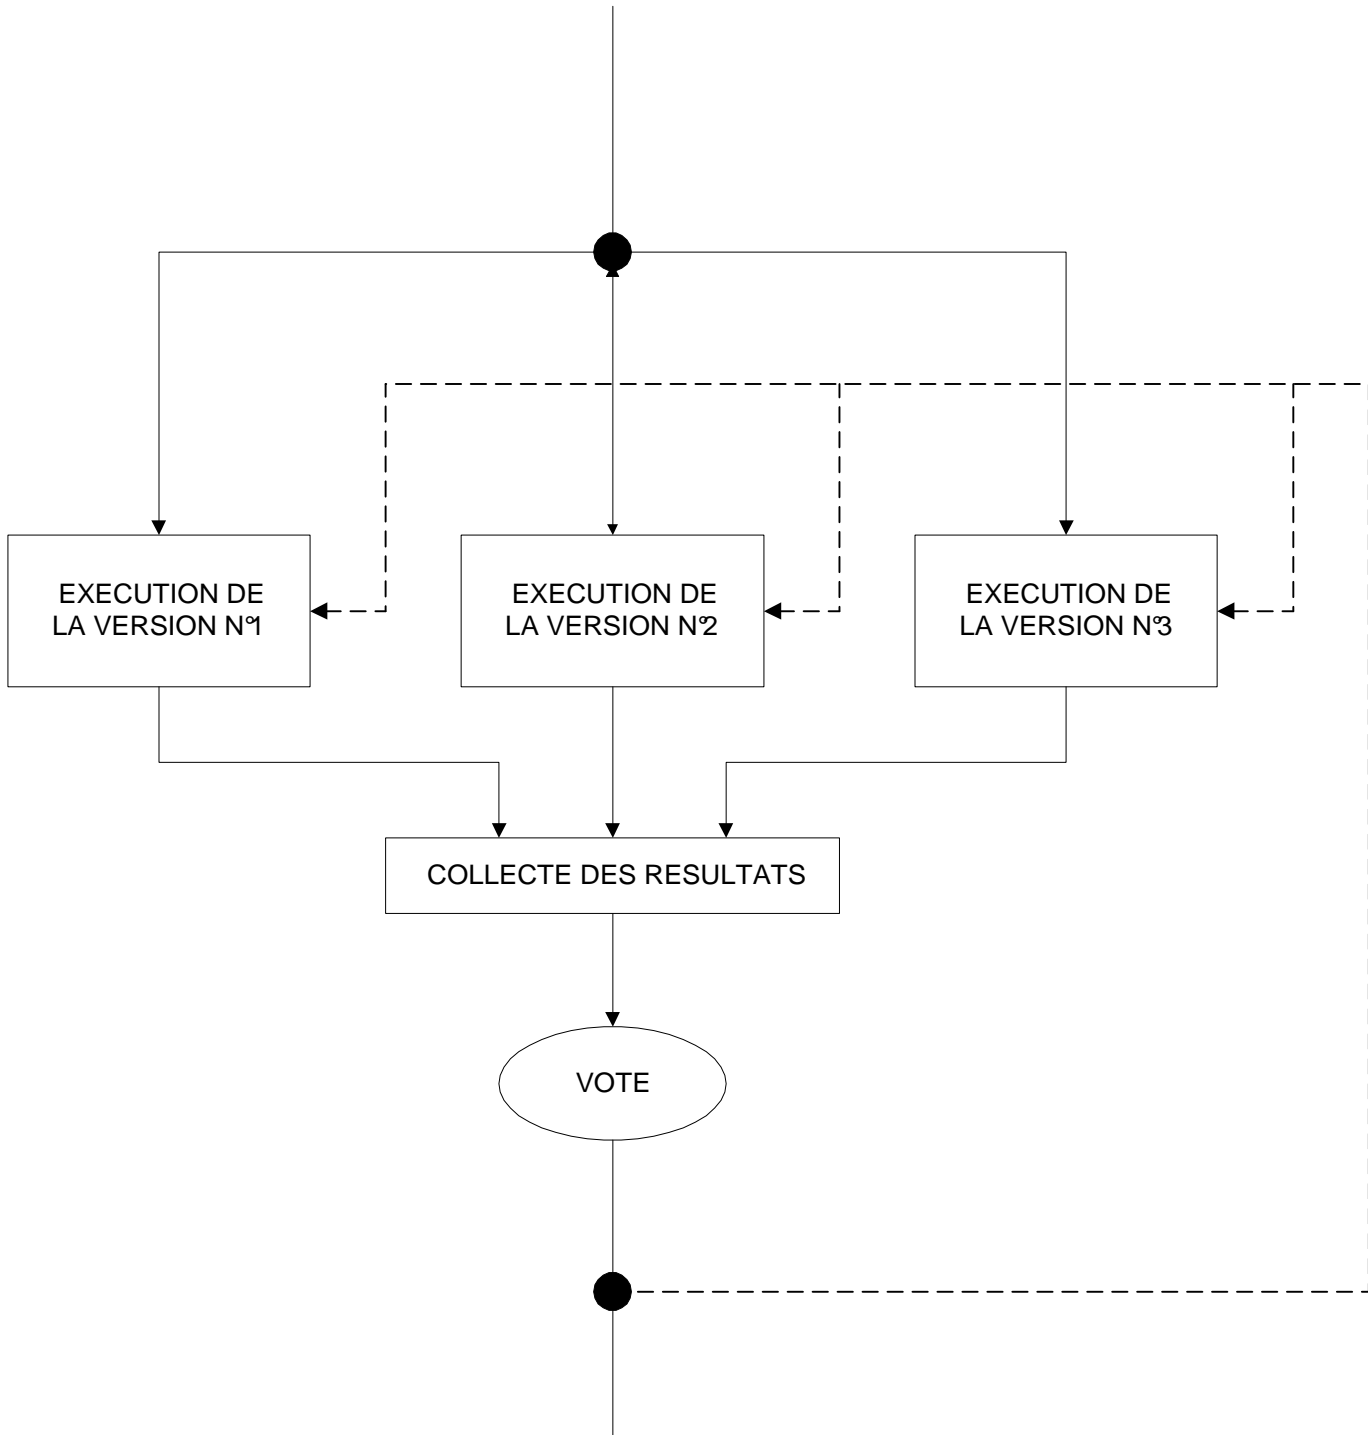 EXECUTION DE
LA VERSION N°1
EXECUTION DE
LA VERSION N°2
EXECUTION DE
LA VERSION N°3
COLLECTE DES RESULTATS
VOTE